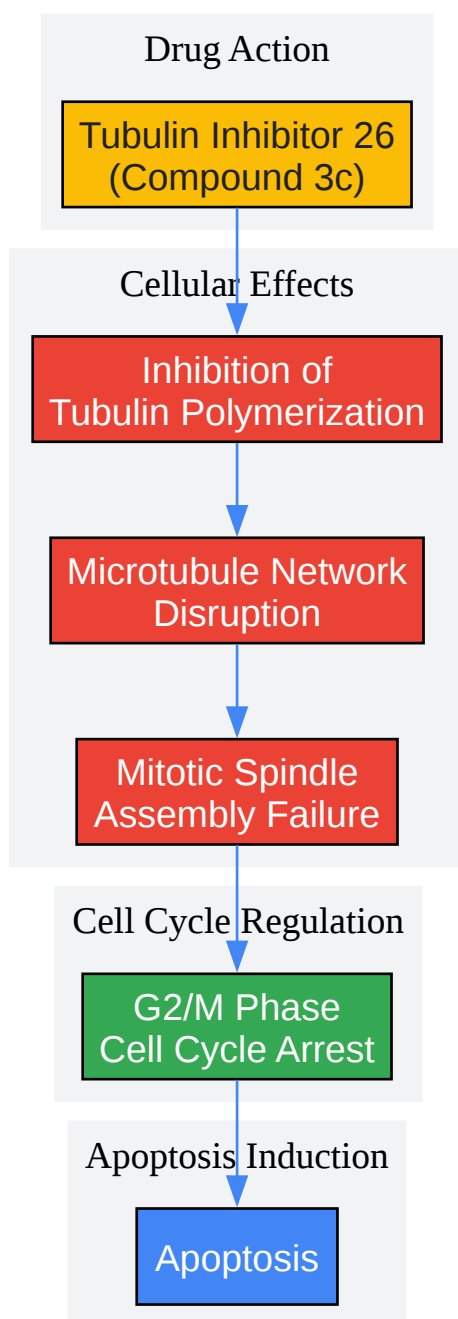 Drug Action
Tubulin Inhibitor 26
(Compound 3c)
Cellular Effects
Inhibition of
Tubulin Polymerization
Microtubule Network
Disruption
Mitotic Spindle
Assembly Failure
Cell Cycle Regulation
G2/M Phase
Cell Cycle Arrest
Apoptosis Induction
Apoptosis